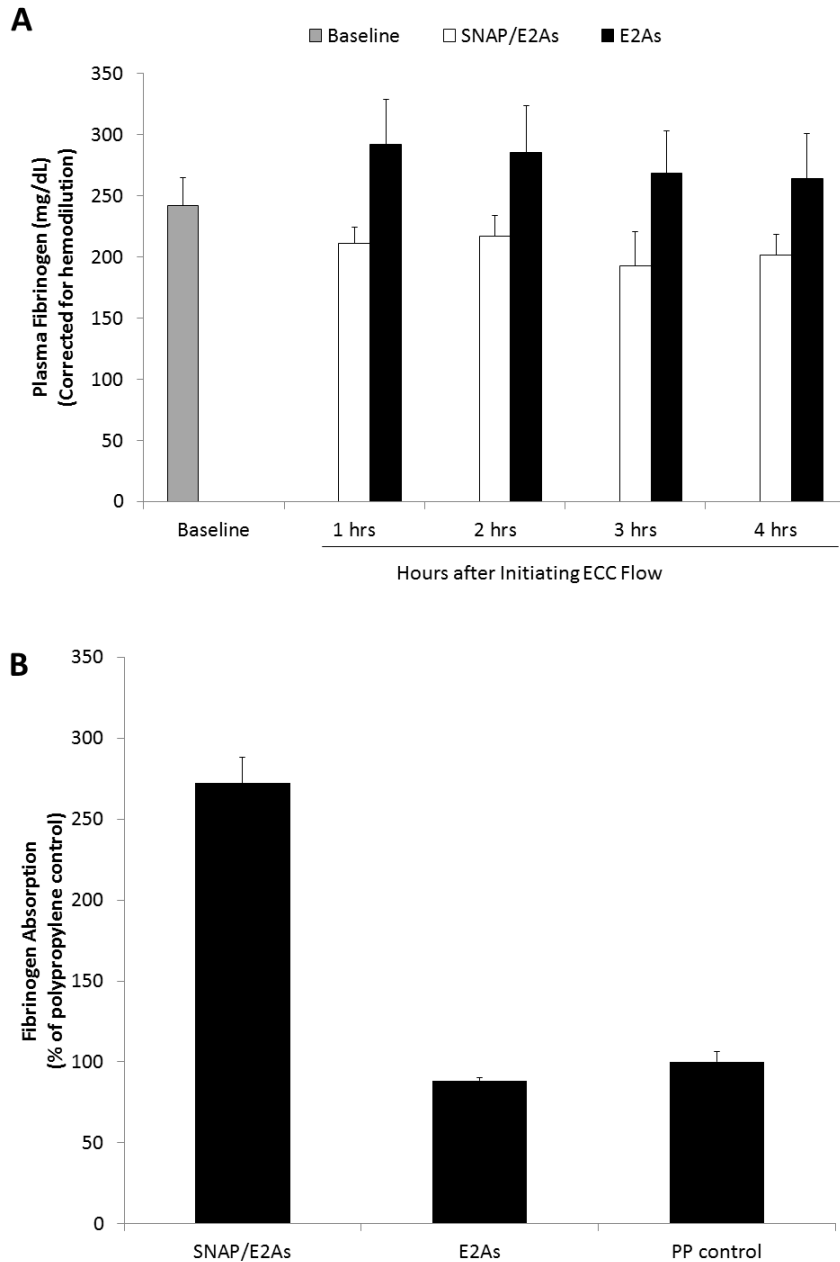 A
Baseline SNAP/E2As E2As
Plasma Fibrinogen (mg/dL)
(Corrected for hemodilution)
350
300
250
200
150
100
50
0
Baseline 1 hrs 2 hrs 3 hrs 4 hrs
Hours after Initiating ECC Flow
B
Fibrinogen Absorption
(% of polypropylene control)
350
300
250
200
150
100
50
0
SNAP/E2As E2As PP control